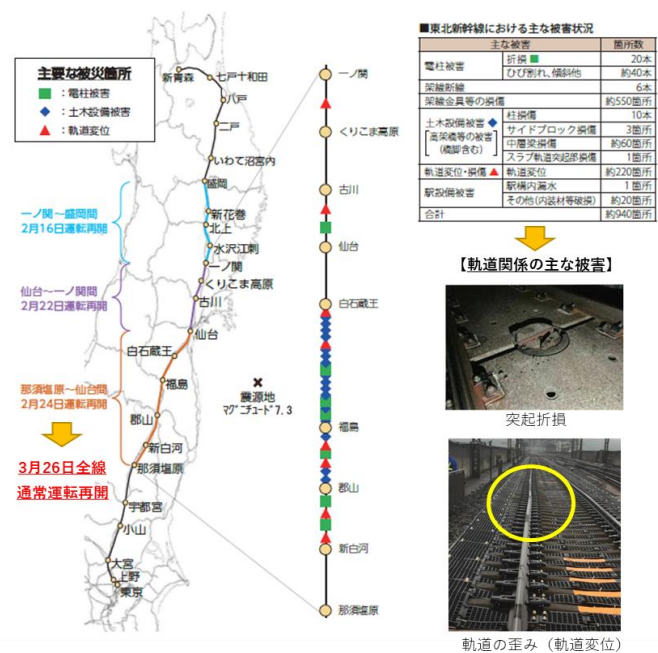 主要な被災箇所
：電柱被害
：土木設備被害
：軌道変位
新青森
七戸十和田
八戸
二戸
いわて沼宮内
盛岡
新花巻
北上
水沢江刺
一ノ関
くりこま高原
古川
仙台
白石蔵王
福島
郡山
新白河
那須塩原
宇都宮
小山
大宮
上野
東京
一ノ関～盛岡間
2月16日運転再開
仙台～一ノ関間
2月22日運転再開
那須塩原～仙台間
2月24日運転再開
3月26日全線
通常運転再開
震源地
ﾏｸﾞﾆﾁｭｰﾄﾞ7.3
一ノ関
くりこま高原
古川
仙台
白石蔵王
福島
郡山
新白河
那須塩原
■東北新幹線における主な被害状況
主な被害 箇所数
電柱被害 折損 20本
ひび割れ、傾斜他 約40本
架線断線 6本
架線金具等の損傷 約550箇所
土木設備被害 柱損傷 10本
高架橋等の被害
（橋脚含む）
サイドブロック損傷 3箇所
中層梁損傷 約60箇所
スラブ軌道突起部損傷 1箇所
軌道変位・損傷 軌道変位 約220箇所
駅設備被害 駅構内漏水 1箇所
その他（内装材等破損） 約20箇所
合計 約940箇所
【軌道関係の主な被害】
突起折損
軌道の歪み（軌道変位）